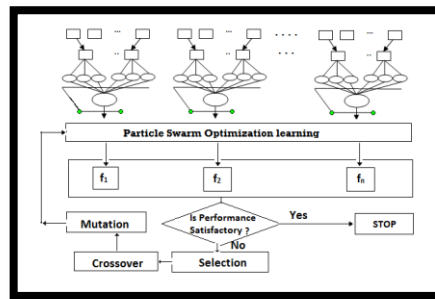 Particle Swarm Optimization learning
f1
f2
fn
Is Performance
Satisfactory ?
Yes
STOP
No
Mutation
Crossover
Selection